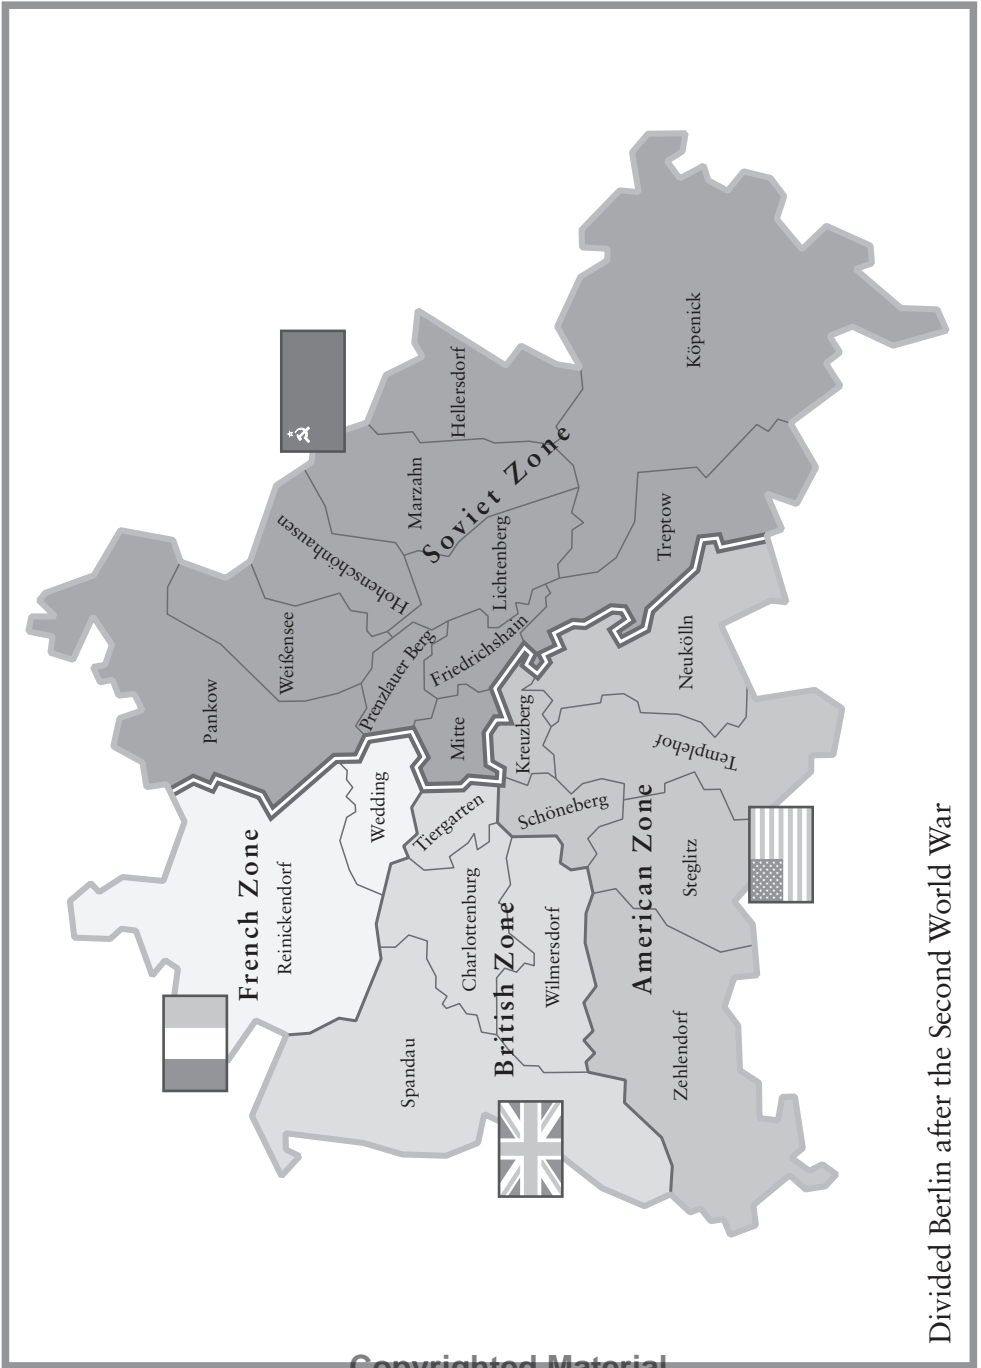 French Zone
Reinickendorf
Wedding
Pankow
Weißensee
Hohenschönhausen
Prenzlauer Berg
Mitte
Friedrichshain
Soviet Zone
Marzahn
Hellersdorf
Lichtenberg
Treptow
Köpenick
British Zone
Spandau
Charlottenburg
Tiergarten
Wilmersdorf
American Zone
Zehlendorf
Steglitz
Schöneberg
Kreuzberg
Templehof
Neukölln
Divided Berlin after the Second World War
Copyrighted Material